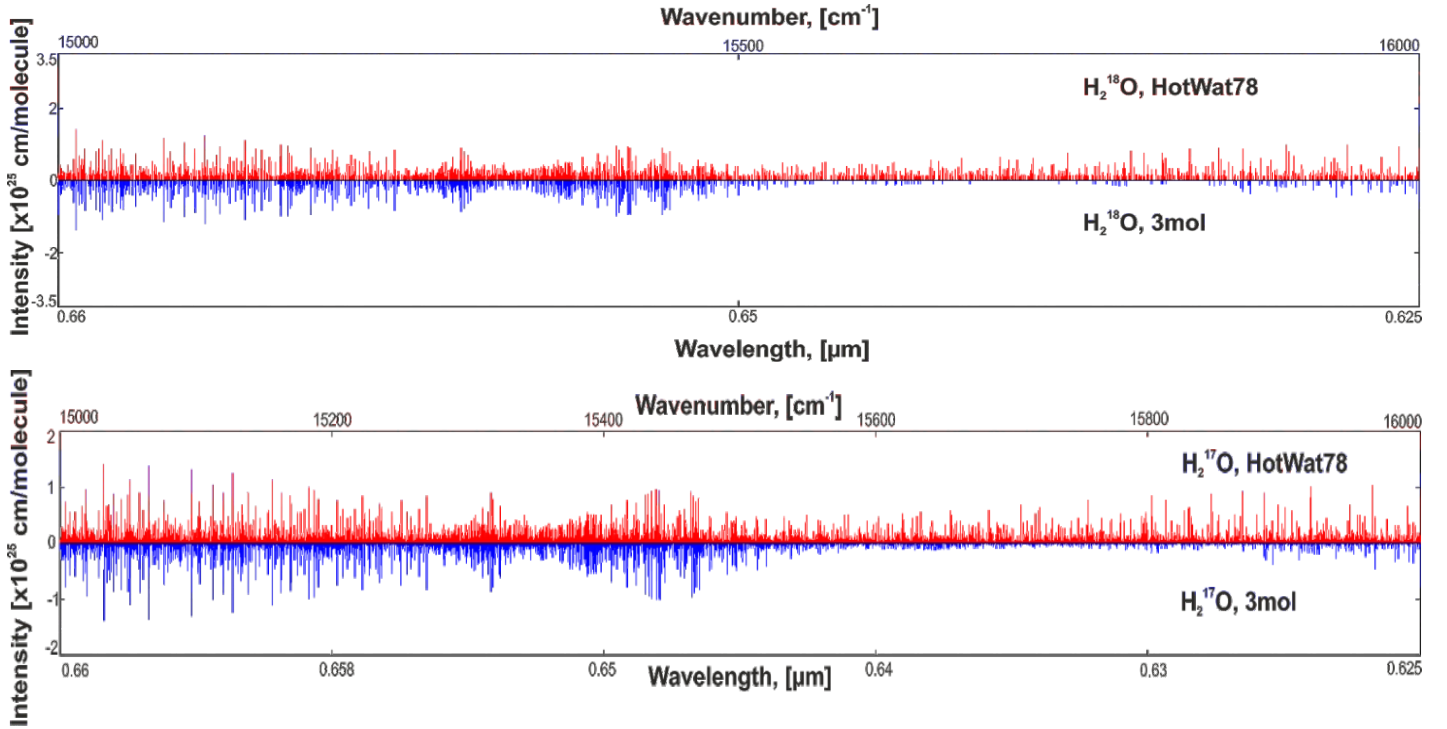 Wavenumber, [cm⁻¹]
15000 15500 16000
3.5
2
0
-2
-3.5
Intensity [x10²⁵ cm/molecule]
H₂¹⁸O, HotWat78
H₂¹⁸O, 3mol
0.66 0.65 0.625
Wavelength, [µm]
Wavenumber, [cm⁻¹]
15000 15200 15400 15600 15800 16000
2
1
0
-1
-2
Intensity [x10²⁵ cm/molecule]
H₂¹⁷O, HotWat78
H₂¹⁷O, 3mol
0.66 0.658 0.65 0.64 0.63 0.625
Wavelength, [µm]